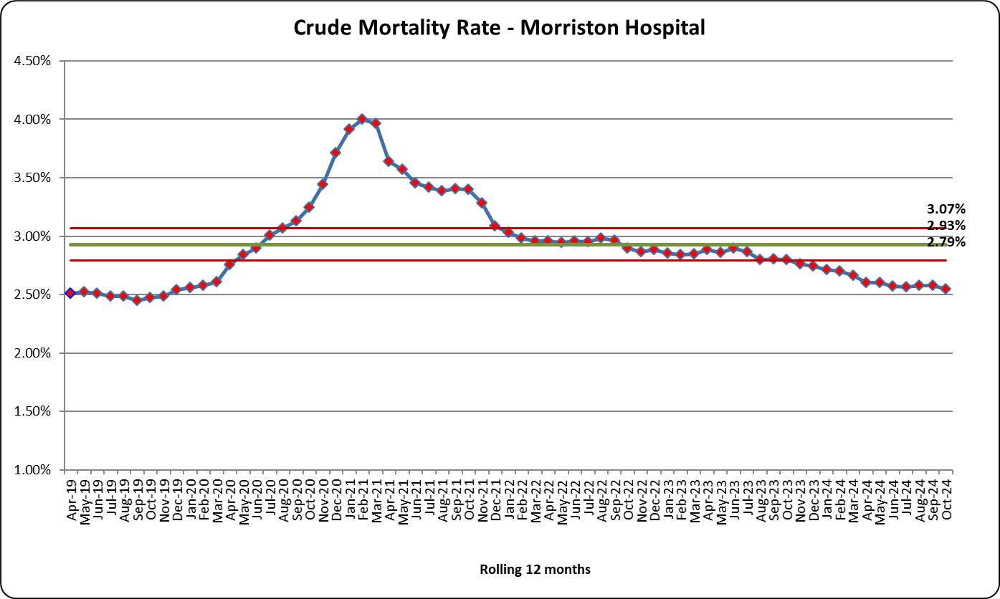 Crude Mortality Rate - Morriston Hospital
4.50%
4.00%
3.50%
3.07%
3.00%
2.93%
2.79%
2.50%
2.00%
1.50%
1.00%
Apr-19
May-19
Jun-19
Jul-19
Aug-19
Sep-19
Oct-19
Nov-19
Dec-19
Jan-20
Feb-20
Mar-20
Apr-20
May-20
Jun-20
Jul-20
Aug-20
Sep-20
Oct-20
Nov-20
Dec-20
Jan-21
Feb-21
Mar-21
Apr-21
May-21
Jun-21
Jul-21
Aug-21
Sep-21
Oct-21
Nov-21
Dec-21
Jan-22
Feb-22
Mar-22
Apr-22
May-22
Jun-22
Jul-22
Aug-22
Sep-22
Oct-22
Nov-22
Dec-22
Jan-23
Feb-23
Mar-23
Apr-23
May-23
Jun-23
Jul-23
Aug-23
Sep-23
Oct-23
Nov-23
Dec-23
Jan-24
Feb-24
Mar-24
Apr-24
May-24
Jun-24
Jul-24
Aug-24
Sep-24
Oct-24
Rolling 12 months